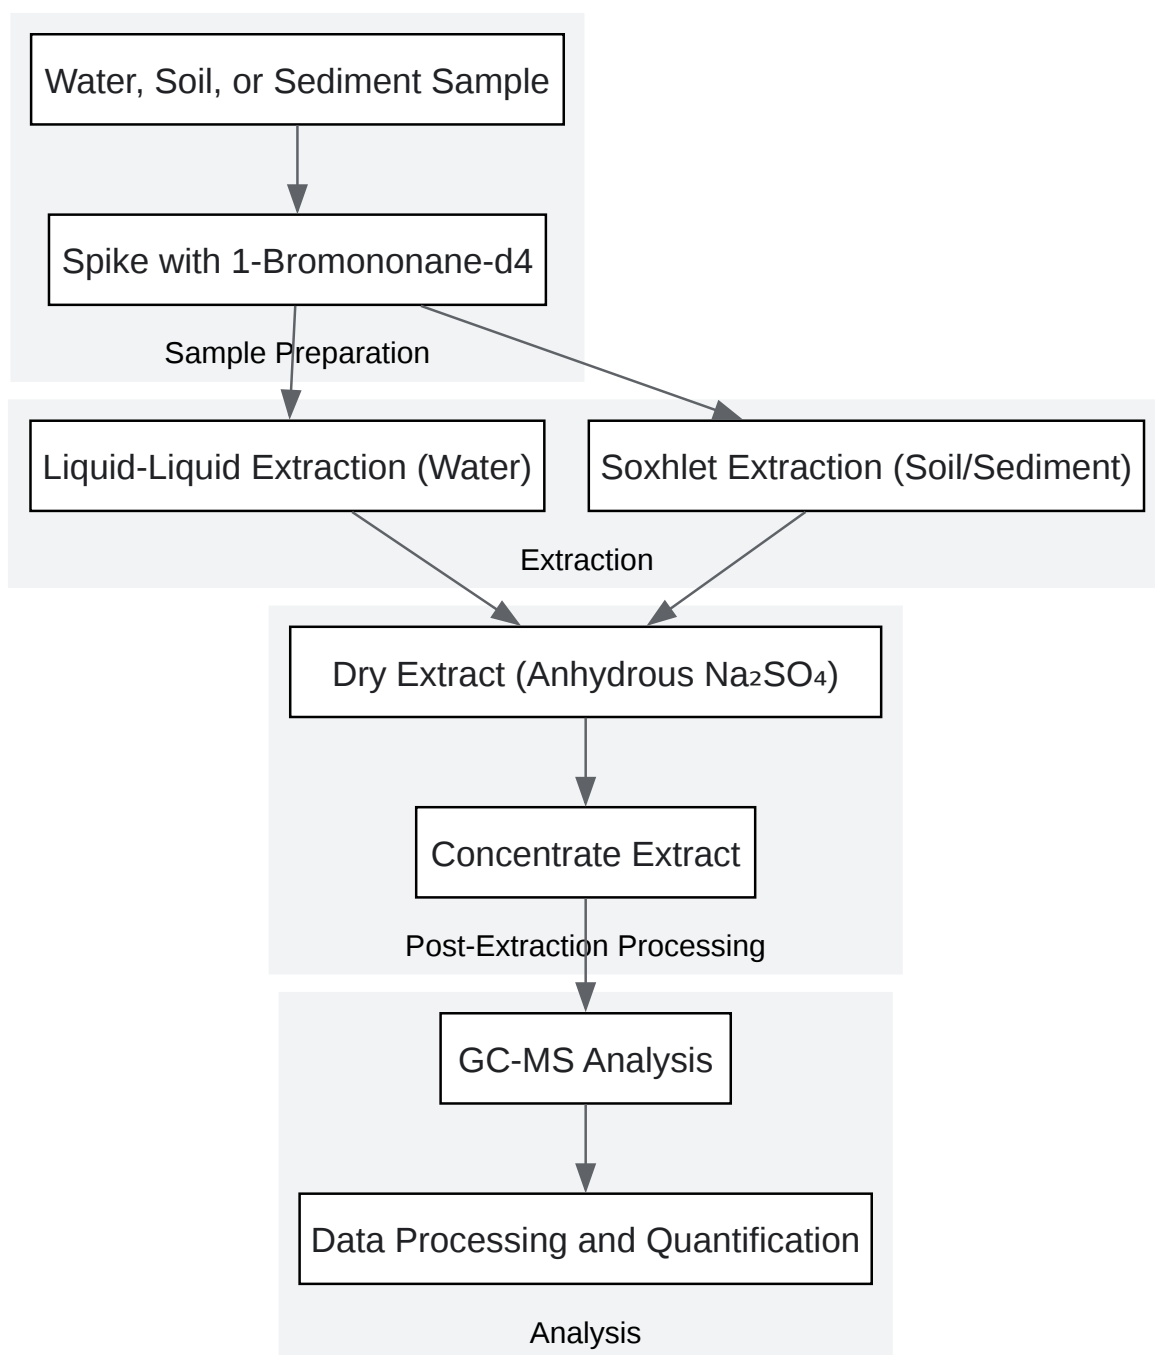 Water, Soil, or Sediment Sample
Spike with 1-Bromononane-d4
Sample Preparation
Liquid-Liquid Extraction (Water)
Soxhlet Extraction (Soil/Sediment)
Extraction
Dry Extract (Anhydrous Na₂SO₄)
Concentrate Extract
Post-Extraction Processing
GC-MS Analysis
Data Processing and Quantification
Analysis